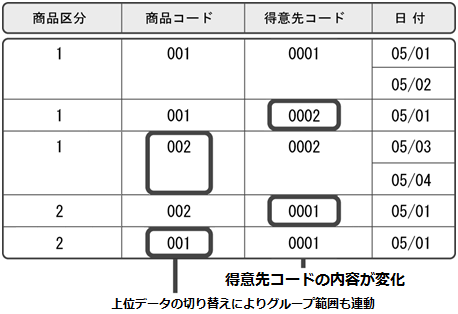 商品区分 商品コード 得意先コード 日付
1 001 0001 05/01
05/02
1 001 0002 05/01
1 002 0002 05/03
05/04
2 002 0001 05/01
2 001 0001 05/01
得意先コードの内容が変化
上位データの切り替えによりグループ範囲も連動